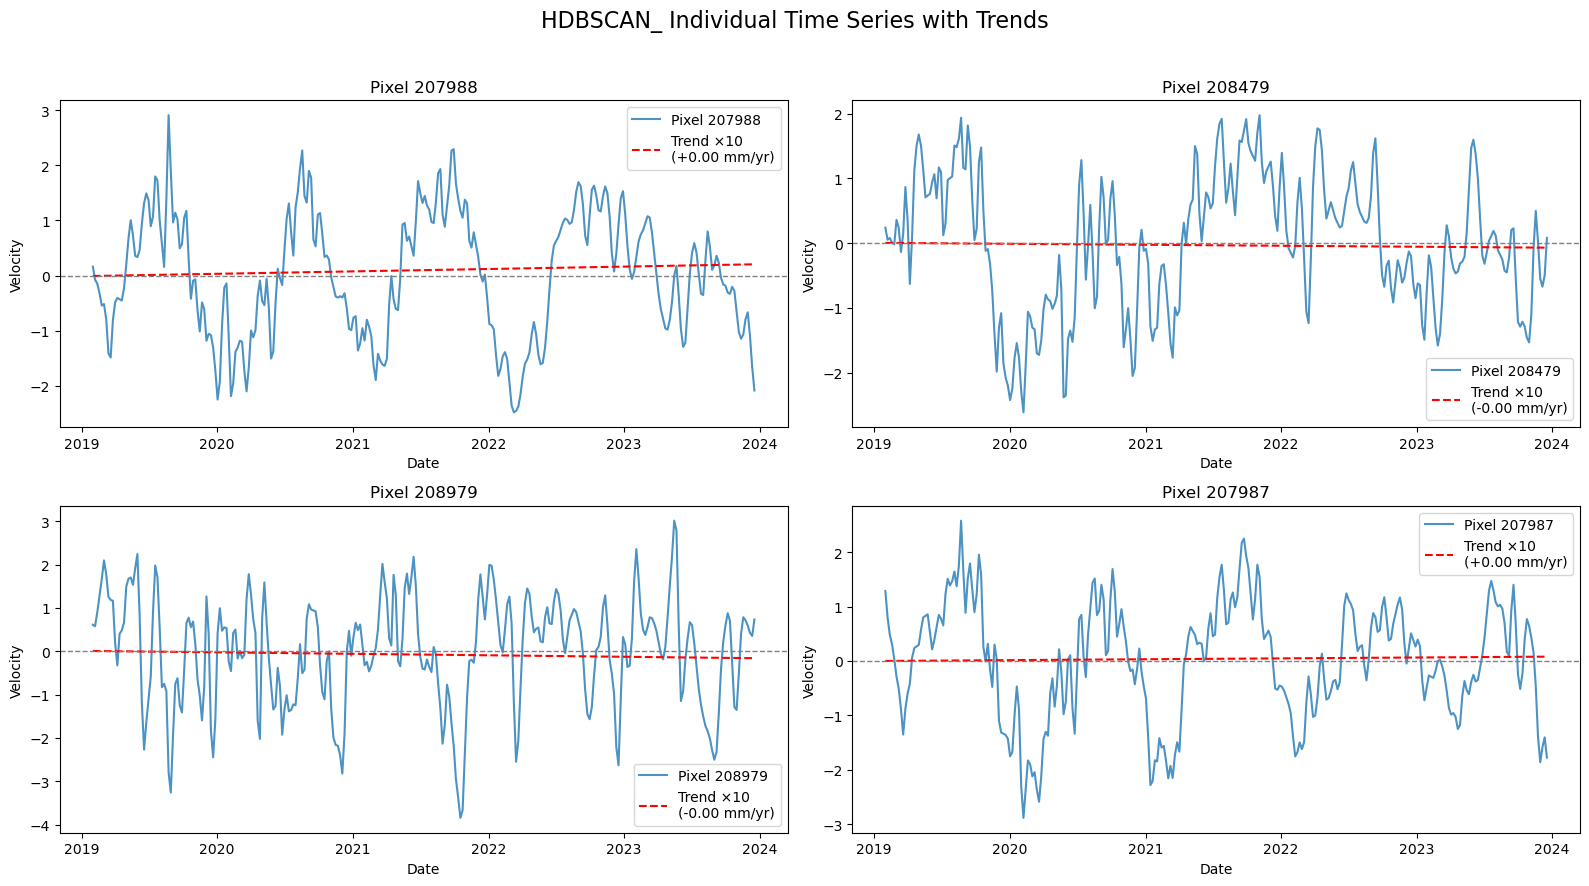 HDBSCAN_ Individual Time Series with Trends
Pixel 207988
3
2
1
0
−1
−2
Velocity
Pixel 207988
Trend ×10
(+0.00 mm/yr)
2019 2020 2021 2022 2023 2024
Date
Pixel 208479
2
1
0
−1
−2
Velocity
Pixel 208479
Trend ×10
(-0.00 mm/yr)
2019 2020 2021 2022 2023 2024
Date
Pixel 208979
3
2
1
0
−1
−2
−3
−4
Velocity
Pixel 208979
Trend ×10
(-0.00 mm/yr)
2019 2020 2021 2022 2023 2024
Date
Pixel 207987
2
1
0
−1
−2
−3
Velocity
Pixel 207987
Trend ×10
(+0.00 mm/yr)
2019 2020 2021 2022 2023 2024
Date